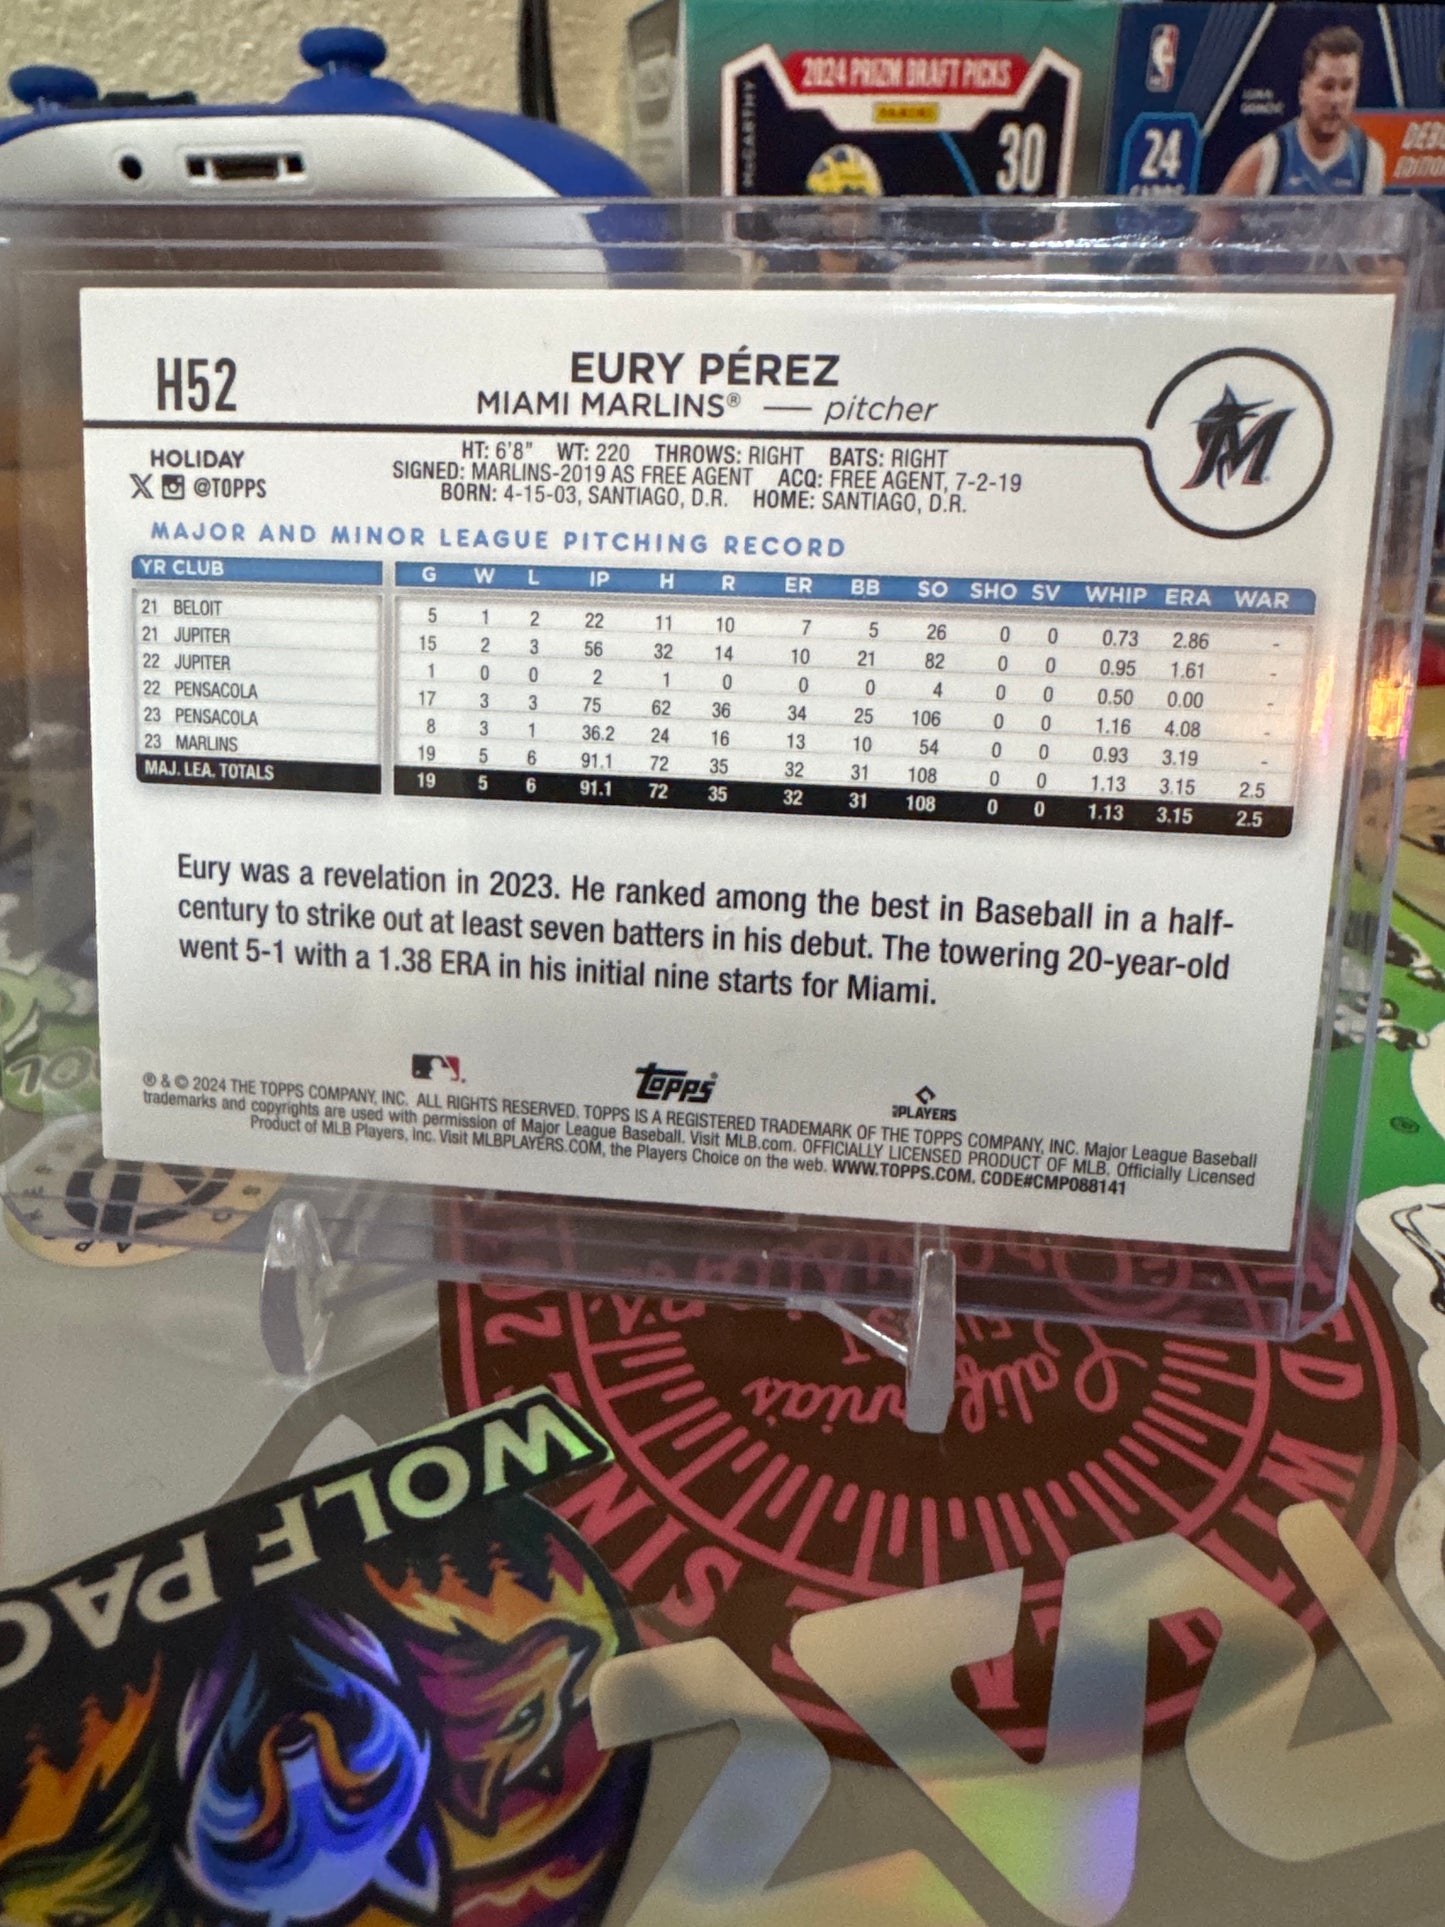 2024 PRIZM DRAFT PICKS
PANINI
McCARTHY
30
24
CARDS
LUKA
DONČIĆ
H52
EURY PÉREZ
MIAMI MARLINS® — pitcher
M
HOLIDAY
X @TOPPS
HT: 6'8" WT: 220 THROWS: RIGHT BATS: RIGHT
SIGNED: MARLINS-2019 AS FREE AGENT ACQ: FREE AGENT, 7-2-19
BORN: 4-15-03, SANTIAGO, D.R. HOME: SANTIAGO, D.R.
MAJOR AND MINOR LEAGUE PITCHING RECORD
YR CLUB G W L IP H R ER BB SO SHO SV WHIP ERA WAR
21 BELOIT 5 1 2 22 11 10 7 5 26 0 0 0.73 2.86 -
21 JUPITER 15 2 3 56 32 14 10 21 82 0 0 0.95 1.61 -
22 JUPITER 1 0 0 2 1 0 0 0 4 0 0 0.50 0.00 -
22 PENSACOLA 17 3 3 75 62 36 34 25 106 0 0 1.16 4.08 -
23 PENSACOLA 8 3 1 36.2 24 16 13 10 54 0 0 0.93 3.19 -
23 MARLINS 19 5 6 91.1 72 35 32 31 108 0 0 1.13 3.15 2.5
MAJ. LEA. TOTALS 19 5 6 91.1 72 35 32 31 108 0 0 1.13 3.15 2.5
Eury was a revelation in 2023. He ranked among the best in Baseball in a half-
century to strike out at least seven batters in his debut. The towering 20-year-old
went 5-1 with a 1.38 ERA in his initial nine starts for Miami.
topps®
PLAYERS
® & © 2024 THE TOPPS COMPANY, INC. ALL RIGHTS RESERVED. TOPPS IS A REGISTERED TRADEMARK OF THE TOPPS COMPANY, INC. Major League Baseball
trademarks and copyrights are used with permission of Major League Baseball. Visit MLB.com. OFFICIALLY LICENSED PRODUCT OF MLB. Officially Licensed
Product of MLB Players, Inc. Visit MLBPLAYERS.COM, the Players Choice on the web. WWW.TOPPS.COM. CODE#CMP088141
California's
WOLF PAC